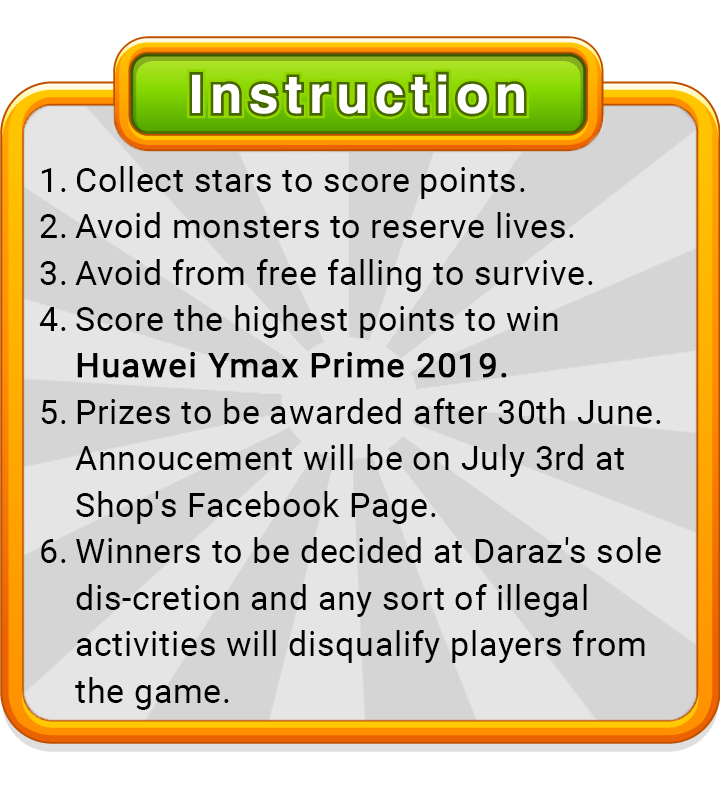 Instruction
1. Collect stars to score points.
2. Avoid monsters to reserve lives.
3. Avoid from free falling to survive.
4. Score the highest points to win
Huawei Ymax Prime 2019.
5. Prizes to be awarded after 30th June.
Annoucement will be on July 3rd at
Shop's Facebook Page.
6. Winners to be decided at Daraz's sole
dis-cretion and any sort of illegal
activities will disqualify players from
the game.